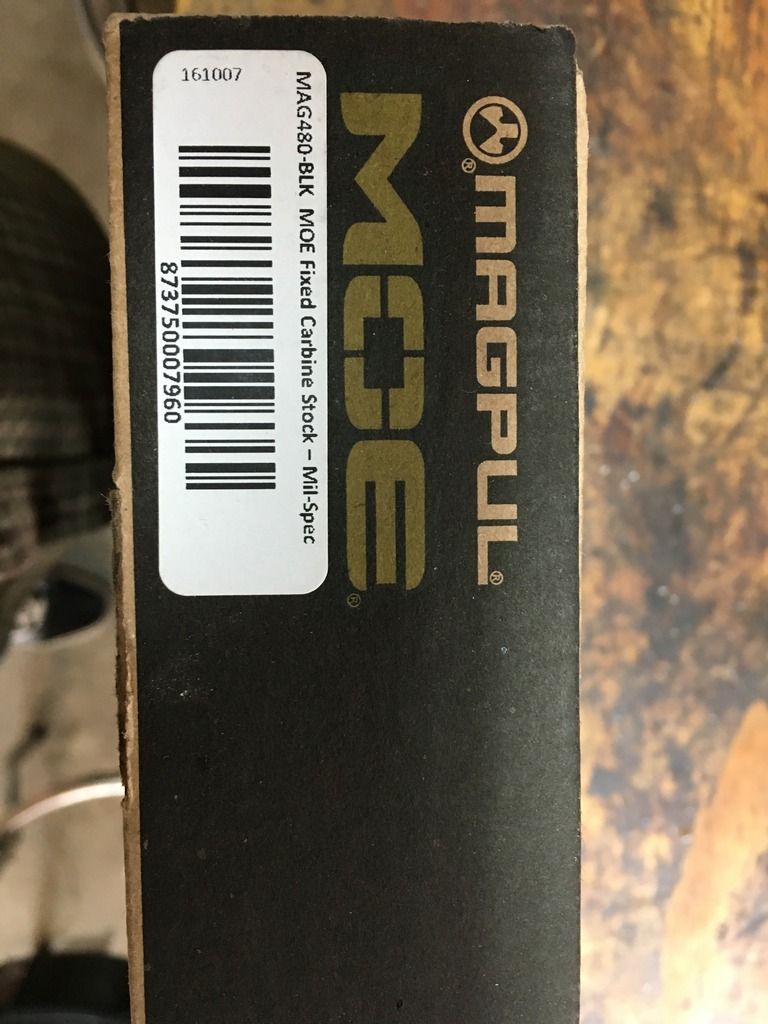 MAGPUL®
MOE®
MAG480-BLK MOE Fixed Carbine Stock – Mil-Spec
873750007960
161007